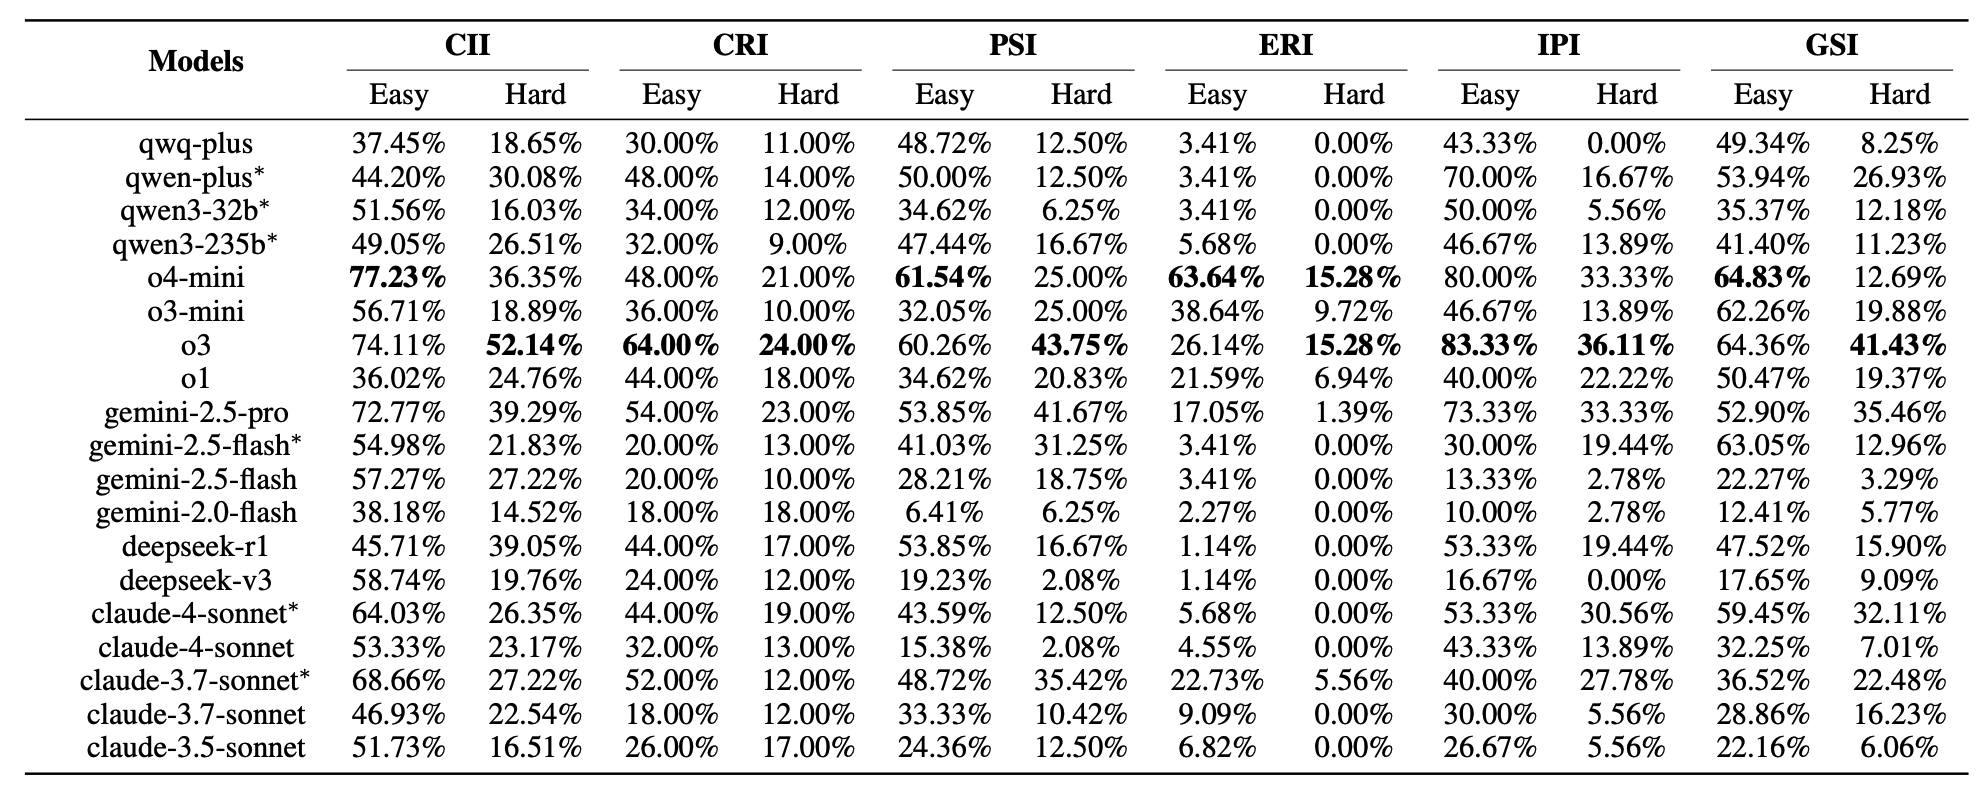 Models CII CRI PSI ERI IPI GSI
Easy Hard Easy Hard Easy Hard Easy Hard Easy Hard Easy Hard
qwq-plus 37.45% 18.65% 30.00% 11.00% 48.72% 12.50% 3.41% 0.00% 43.33% 0.00% 49.34% 8.25%
qwen-plus* 44.20% 30.08% 48.00% 14.00% 50.00% 12.50% 3.41% 0.00% 70.00% 16.67% 53.94% 26.93%
qwen3-32b* 51.56% 16.03% 34.00% 12.00% 34.62% 6.25% 3.41% 0.00% 50.00% 5.56% 35.37% 12.18%
qwen3-235b* 49.05% 26.51% 32.00% 9.00% 47.44% 16.67% 5.68% 0.00% 46.67% 13.89% 41.40% 11.23%
o4-mini 77.23% 36.35% 48.00% 21.00% 61.54% 25.00% 63.64% 15.28% 80.00% 33.33% 64.83% 12.69%
o3-mini 56.71% 18.89% 36.00% 10.00% 32.05% 25.00% 38.64% 9.72% 46.67% 13.89% 62.26% 19.88%
o3 74.11% 52.14% 64.00% 24.00% 60.26% 43.75% 26.14% 15.28% 83.33% 36.11% 64.36% 41.43%
o1 36.02% 24.76% 44.00% 18.00% 34.62% 20.83% 21.59% 6.94% 40.00% 22.22% 50.47% 19.37%
gemini-2.5-pro 72.77% 39.29% 54.00% 23.00% 53.85% 41.67% 17.05% 1.39% 73.33% 33.33% 52.90% 35.46%
gemini-2.5-flash* 54.98% 21.83% 20.00% 13.00% 41.03% 31.25% 3.41% 0.00% 30.00% 19.44% 63.05% 12.96%
gemini-2.5-flash 57.27% 27.22% 20.00% 10.00% 28.21% 18.75% 3.41% 0.00% 13.33% 2.78% 22.27% 3.29%
gemini-2.0-flash 38.18% 14.52% 18.00% 18.00% 6.41% 6.25% 2.27% 0.00% 10.00% 2.78% 12.41% 5.77%
deepseek-r1 45.71% 39.05% 44.00% 17.00% 53.85% 16.67% 1.14% 0.00% 53.33% 19.44% 47.52% 15.90%
deepseek-v3 58.74% 19.76% 24.00% 12.00% 19.23% 2.08% 1.14% 0.00% 16.67% 0.00% 17.65% 9.09%
claude-4-sonnet* 64.03% 26.35% 44.00% 19.00% 43.59% 12.50% 5.68% 0.00% 53.33% 30.56% 59.45% 32.11%
claude-4-sonnet 53.33% 23.17% 32.00% 13.00% 15.38% 2.08% 4.55% 0.00% 43.33% 13.89% 32.25% 7.01%
claude-3.7-sonnet* 68.66% 27.22% 52.00% 12.00% 48.72% 35.42% 22.73% 5.56% 40.00% 27.78% 36.52% 22.48%
claude-3.7-sonnet 46.93% 22.54% 18.00% 12.00% 33.33% 10.42% 9.09% 0.00% 30.00% 5.56% 28.86% 16.23%
claude-3.5-sonnet 51.73% 16.51% 26.00% 17.00% 24.36% 12.50% 6.82% 0.00% 26.67% 5.56% 22.16% 6.06%